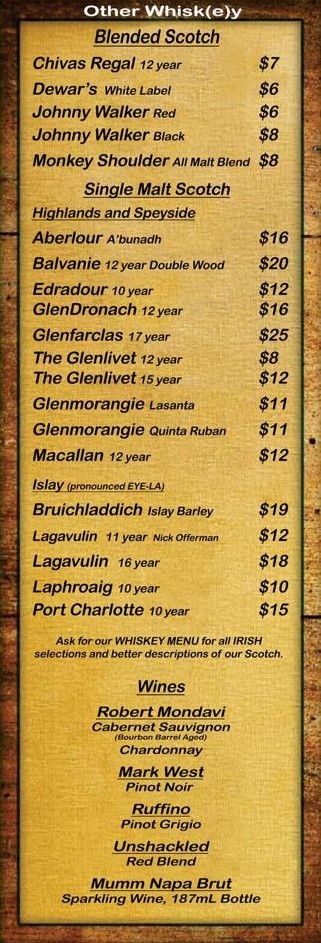 Other Whisk(e)y
Blended Scotch
Chivas Regal 12 year $7
Dewar's White Label $6
Johnny Walker Red $6
Johnny Walker Black $8
Monkey Shoulder All Malt Blend $8
Single Malt Scotch
Highlands and Speyside
Aberlour A'bunadh $16
Balvanie 12 year Double Wood $20
Edradour 10 year $12
GlenDronach 12 year $16
Glenfarclas 17 year $25
The Glenlivet 12 year $8
The Glenlivet 15 year $12
Glenmorangie Lasanta $11
Glenmorangie Quinta Ruban $11
Macallan 12 year $12
Islay (pronounced EYE-LA)
Bruichladdich Islay Barley $19
Lagavulin 11 year Nick Offerman $12
Lagavulin 16 year $18
Laphroaig 10 year $10
Port Charlotte 10 year $15
Ask for our WHISKEY MENU for all IRISH
selections and better descriptions of our Scotch.
Wines
Robert Mondavi
Cabernet Sauvignon
(Bourbon Barrel Aged)
Chardonnay
Mark West
Pinot Noir
Ruffino
Pinot Grigio
Unshackled
Red Blend
Mumm Napa Brut
Sparkling Wine, 187mL Bottle